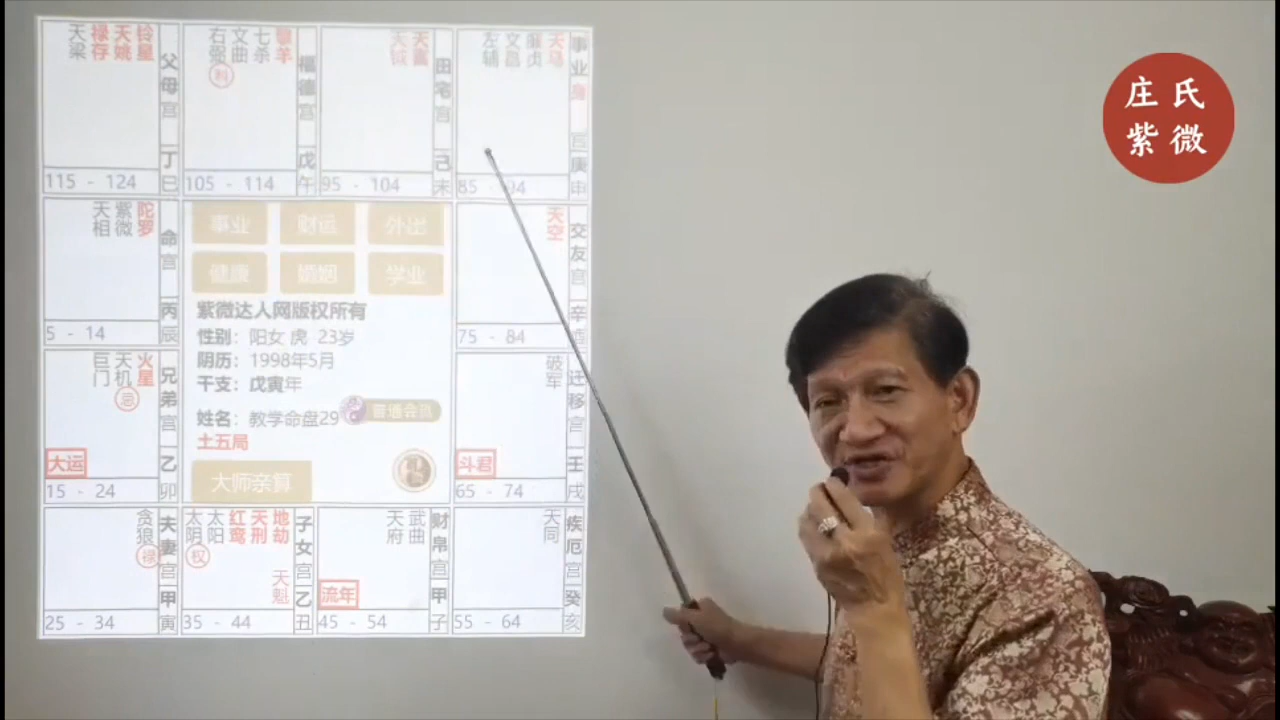 天梁 禄存 天姚 铃星
父母宫 丁巳
115 - 124
右弼 文曲 七杀 擎羊
科
福德宫 戊午
105 - 114
天钺 天喜
田宅宫 己未
95 - 104
左辅 文昌 廉贞 天马
事业 身 宫 庚申
天相 紫微 陀罗
命宫 丙辰
5 - 14
事业 财运 外出
健康 婚姻 学业
紫微达人网版权所有
性别: 阳女 虎 23岁
阴历: 1998年5月
干支: 戊寅年
姓名: 教学命盘29
普通会员
土五局
大师亲算
天空
交友宫 辛酉
75 - 84
巨门 天机 火星
忌
兄弟宫 乙卯
大运
15 - 24
破军
迁移宫 壬戌
斗君
65 - 74
贪狼
禄
夫妻宫 甲寅
25 - 34
太阴 太阳 红鸾 天刑 地劫
权
天魁
子女宫 乙丑
35 - 44
天府 武曲
财帛宫 甲子
流年
45 - 54
天同
疾厄宫 癸亥
55 - 64
庄氏
紫微